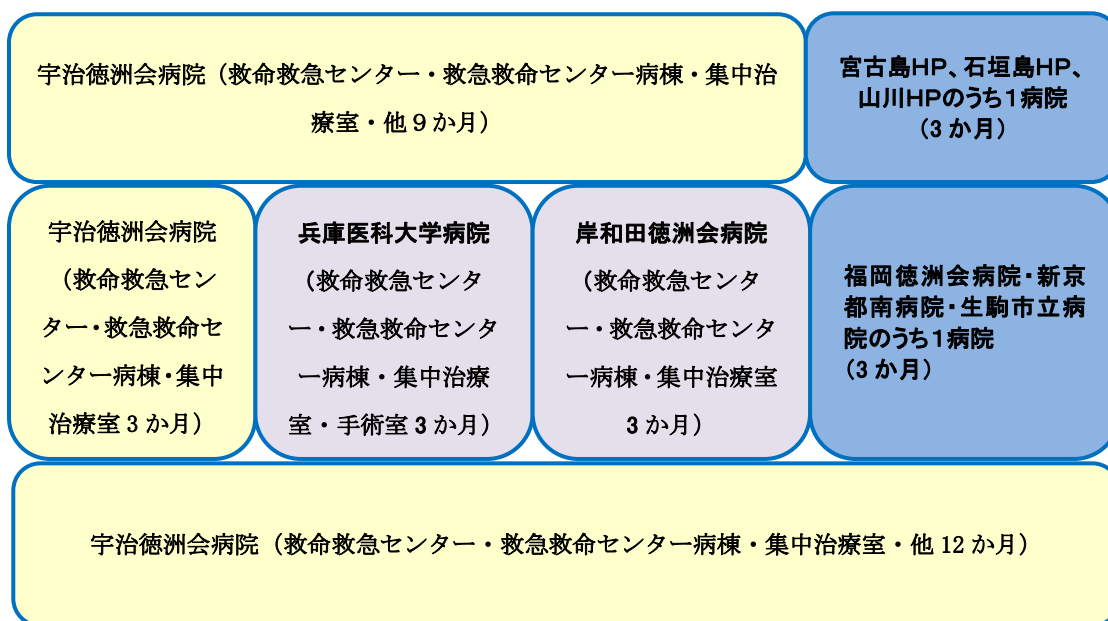 宇治徳洲会病院（救命救急センター・救急救命センター病棟・集中治
療室・他９か月）
宮古島HP、石垣島HP、
山川HPのうち１病院
（3 か月）
宇治徳洲会病院
（救命救急セン
ター・救急救命セ
ンター病棟・集中
治療室 3 か月）
兵庫医科大学病院
（救命救急センタ
ー・救急救命センタ
ー病棟・集中治療
室・手術室 3 か月）
岸和田徳洲会病院
（救命救急センタ
ー・救急救命センタ
ー病棟・集中治療室
3 か月）
福岡徳洲会病院・新京
都南病院・生駒市立病
院のうち１病院
（3 か月）
宇治徳洲会病院（救命救急センター・救急救命センター病棟・集中治療室・他 12 か月）